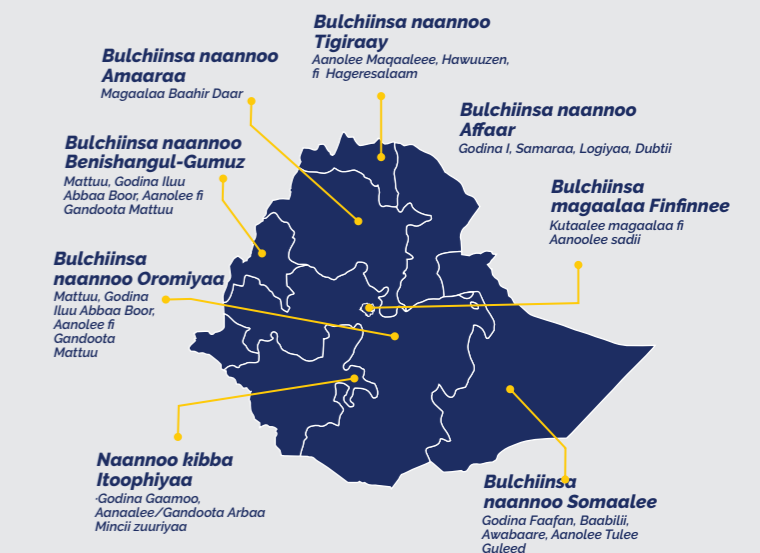 Bulchiinsa naannoo
Tigiraay
Aanolee Maqaaleee, Hawuuzen,
fi Hageresalaam
Bulchiinsa naannoo
Amaaraa
Magaalaa Baahir Daar
Bulchiinsa naannoo
Affaar
Godina I, Samaraa, Logiyaa, Dubtii
Bulchiinsa naannoo
Benishangul-Gumuz
Mattuu, Godina Iluu
Abbaa Boor, Aanolee fi
Gandoota Mattuu
Bulchiinsa
magaalaa Finfinnee
Kutaalee magaalaa fi
Aanoolee sadii
Bulchiinsa
naannoo Oromiyaa
Mattuu, Godina
Iluu Abbaa Boor,
Aanolee fi
Gandoota
Mattuu
Naannoo kibba
Itoophiyaa
·Godina Gaamoo,
Aanaalee/Gandoota Arbaa
Mincii zuuriyaa
Bulchiinsa
naannoo Somaalee
Godina Faafan, Baabilii,
Awabaare, Aanolee Tulee
Guleed